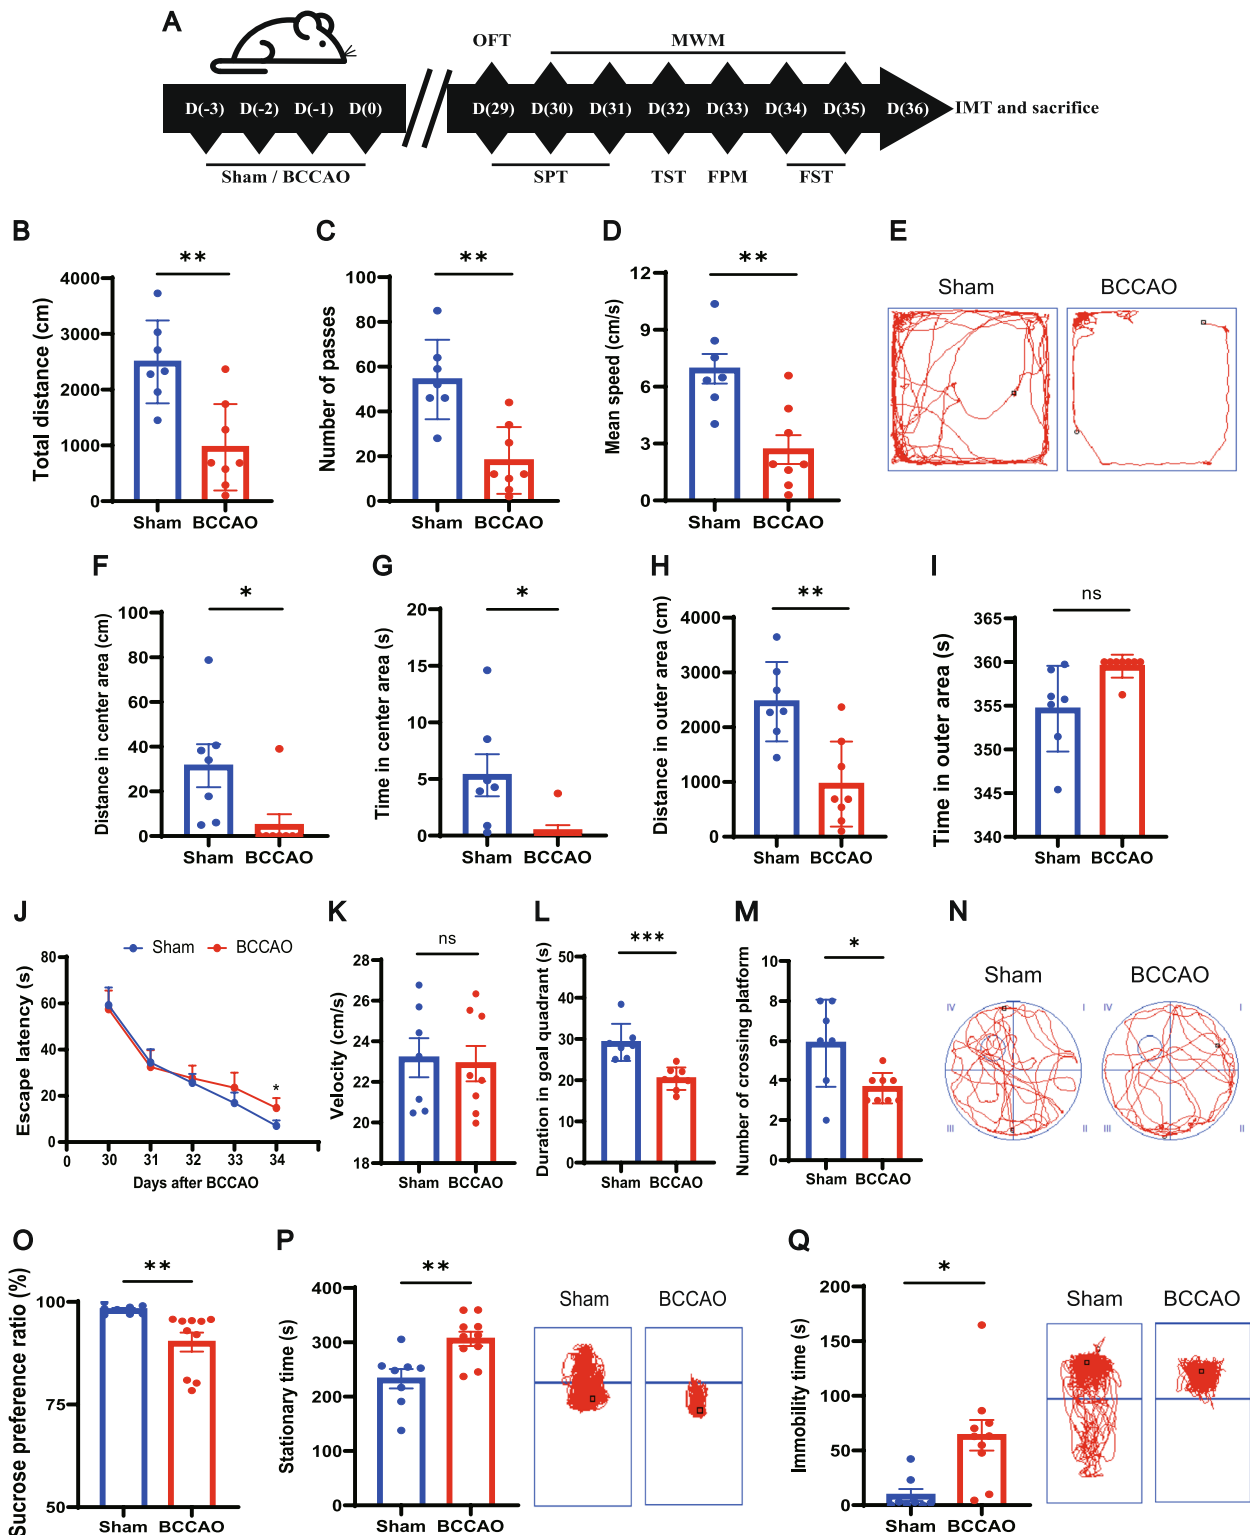 A
OFT
MWM
D(-3) D(-2) D(-1) D(0) D(29) D(30) D(31) D(32) D(33) D(34) D(35) D(36) IMT and sacrifice
Sham / BCCAO
SPT
TST
FPM
FST
B
**
Total distance (cm)
4000
3000
2000
1000
0
Sham BCCAO
C
**
Number of passes
100
80
60
40
20
0
Sham BCCAO
D
**
Mean speed (cm/s)
12
9
6
3
0
Sham BCCAO
E
Sham BCCAO
F
*
Distance in center area (cm)
100
80
60
40
20
0
Sham BCCAO
G
*
Time in center area (s)
20
15
10
5
0
Sham BCCAO
H
**
Distance in outer area (cm)
4000
3000
2000
1000
0
Sham BCCAO
I
ns
Time in outer area (s)
365
360
355
350
345
340
Sham BCCAO
J
Sham BCCAO
Escape latency (s)
80
60
40
20
0
*
0 30 31 32 33 34
Days after BCCAO
K
ns
Velocity (cm/s)
28
26
24
22
20
18
Sham BCCAO
L
***
Duration in goal quadrant (s)
50
40
30
20
10
0
Sham BCCAO
M
*
Number of crossing platform
10
8
6
4
2
0
Sham BCCAO
N
Sham BCCAO
IV I IV I
III II III II
O
**
Sucrose preference ratio (%)
100
75
50
Sham BCCAO
P
**
Stationary time (s)
400
300
200
100
0
Sham BCCAO
Sham BCCAO
Q
*
Immobility time (s)
200
150
100
50
0
Sham BCCAO
Sham BCCAO